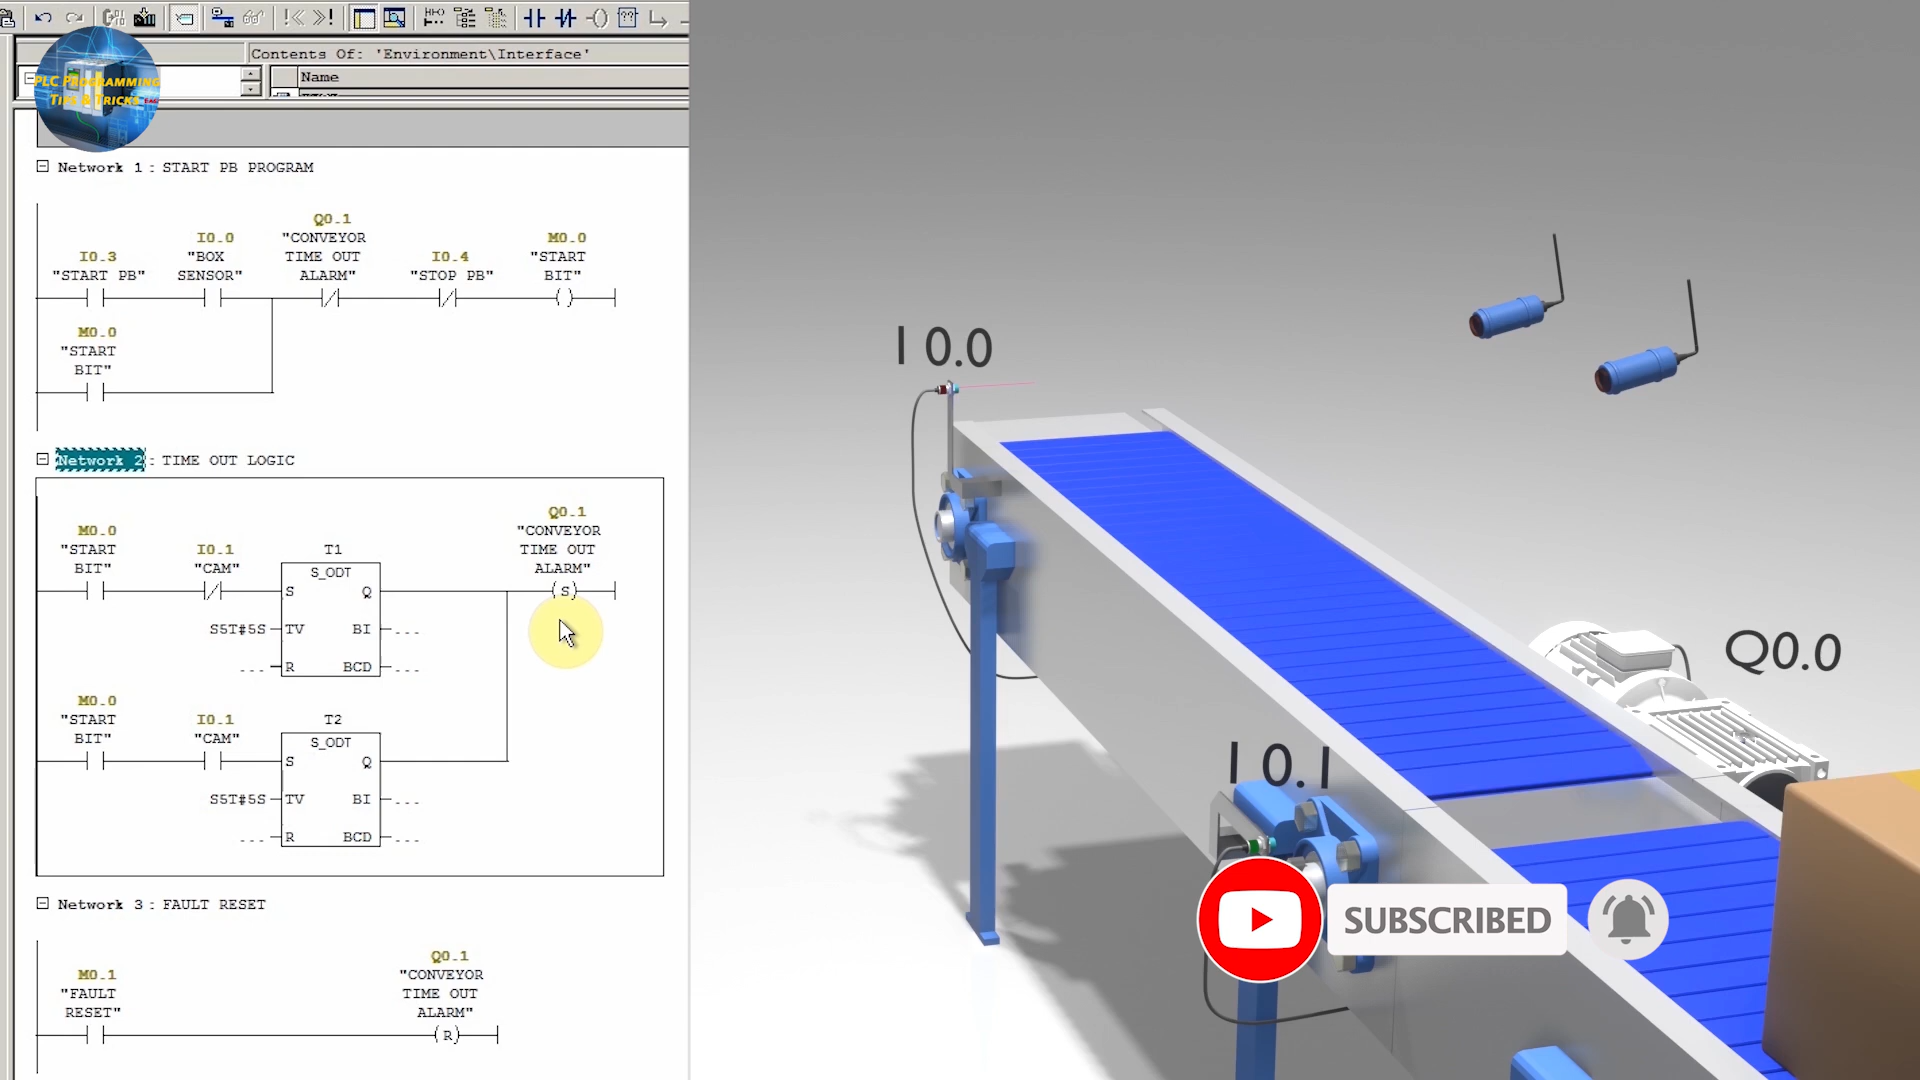 Contents Of: 'Environment\Interface'
Name
PLC PROGRAMMING
TIPS & TRICKS
Network 1 : START PB PROGRAM
Q0.1
I0.0 "CONVEYOR M0.0
I0.3 "BOX TIME OUT I0.4 "START
"START PB" SENSOR" ALARM" "STOP PB" BIT"
M0.0
"START
BIT"
Network 2 : TIME OUT LOGIC
Q0.1
M0.0 "CONVEYOR
"START I0.1 T1 TIME OUT
BIT" "CAM" S_ODT ALARM"
S Q S
S5T#5S TV BI ...
... R BCD ...
M0.0
"START I0.1 T2
BIT" "CAM" S_ODT
S Q
S5T#5S TV BI ...
... R BCD ...
Network 3 : FAULT RESET
Q0.1
M0.1 "CONVEYOR
"FAULT TIME OUT
RESET" ALARM"
R
I 0.0
Q0.0
I 0.1
SUBSCRIBED